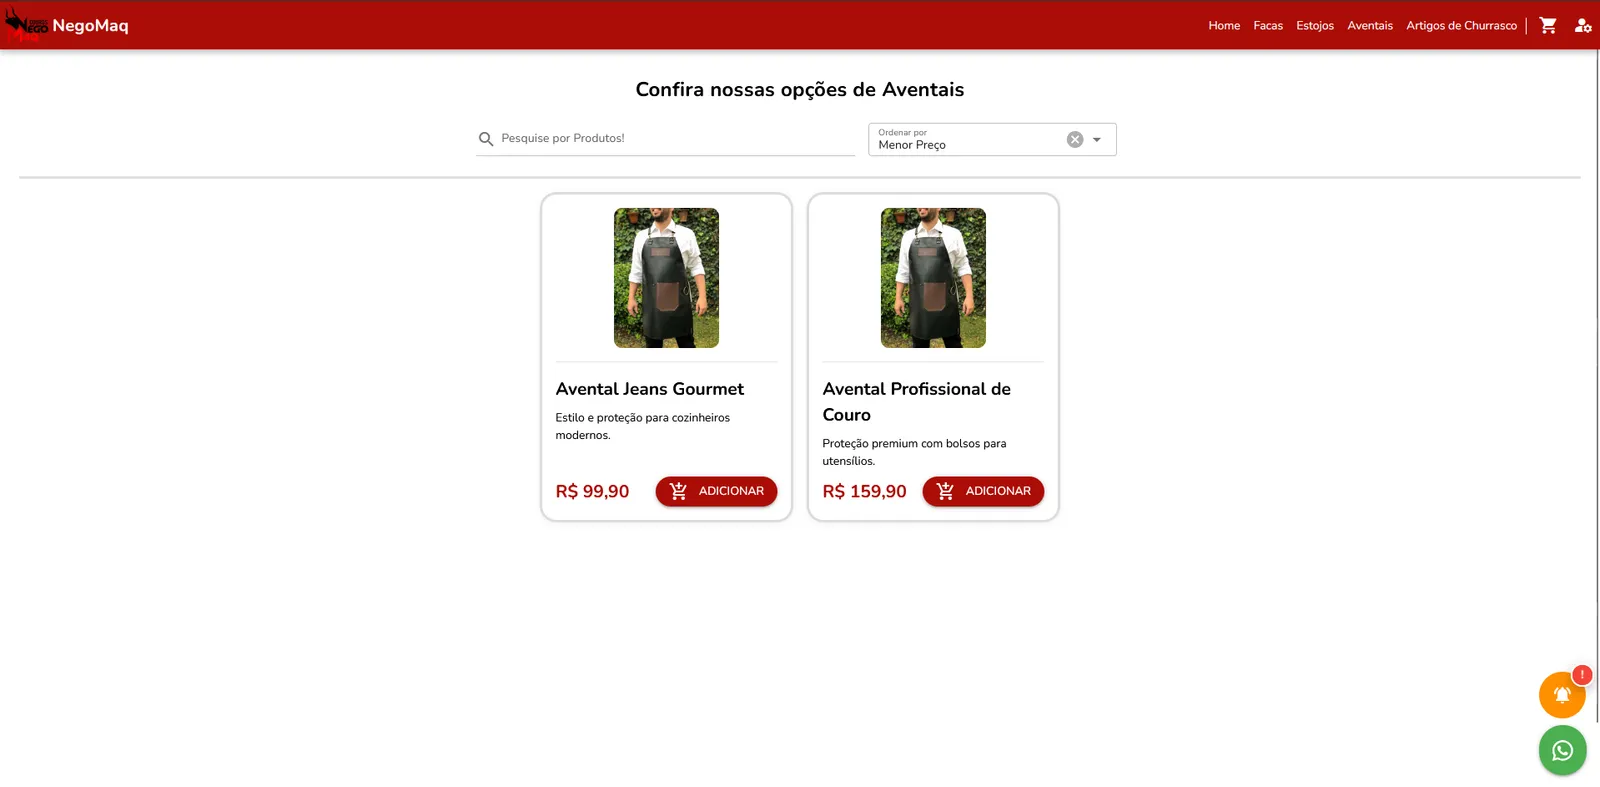 NegoMaq
Home Facas Estojos Aventais Artigos de Churrasco
Confira nossas opções de Aventais
Pesquise por Produtos!
Ordenar por
Menor Preço
Avental Jeans Gourmet
Estilo e proteção para cozinheiros
modernos.
R$ 99,90
ADICIONAR
Avental Profissional de
Couro
Proteção premium com bolsos para
utensílios.
R$ 159,90
ADICIONAR
!